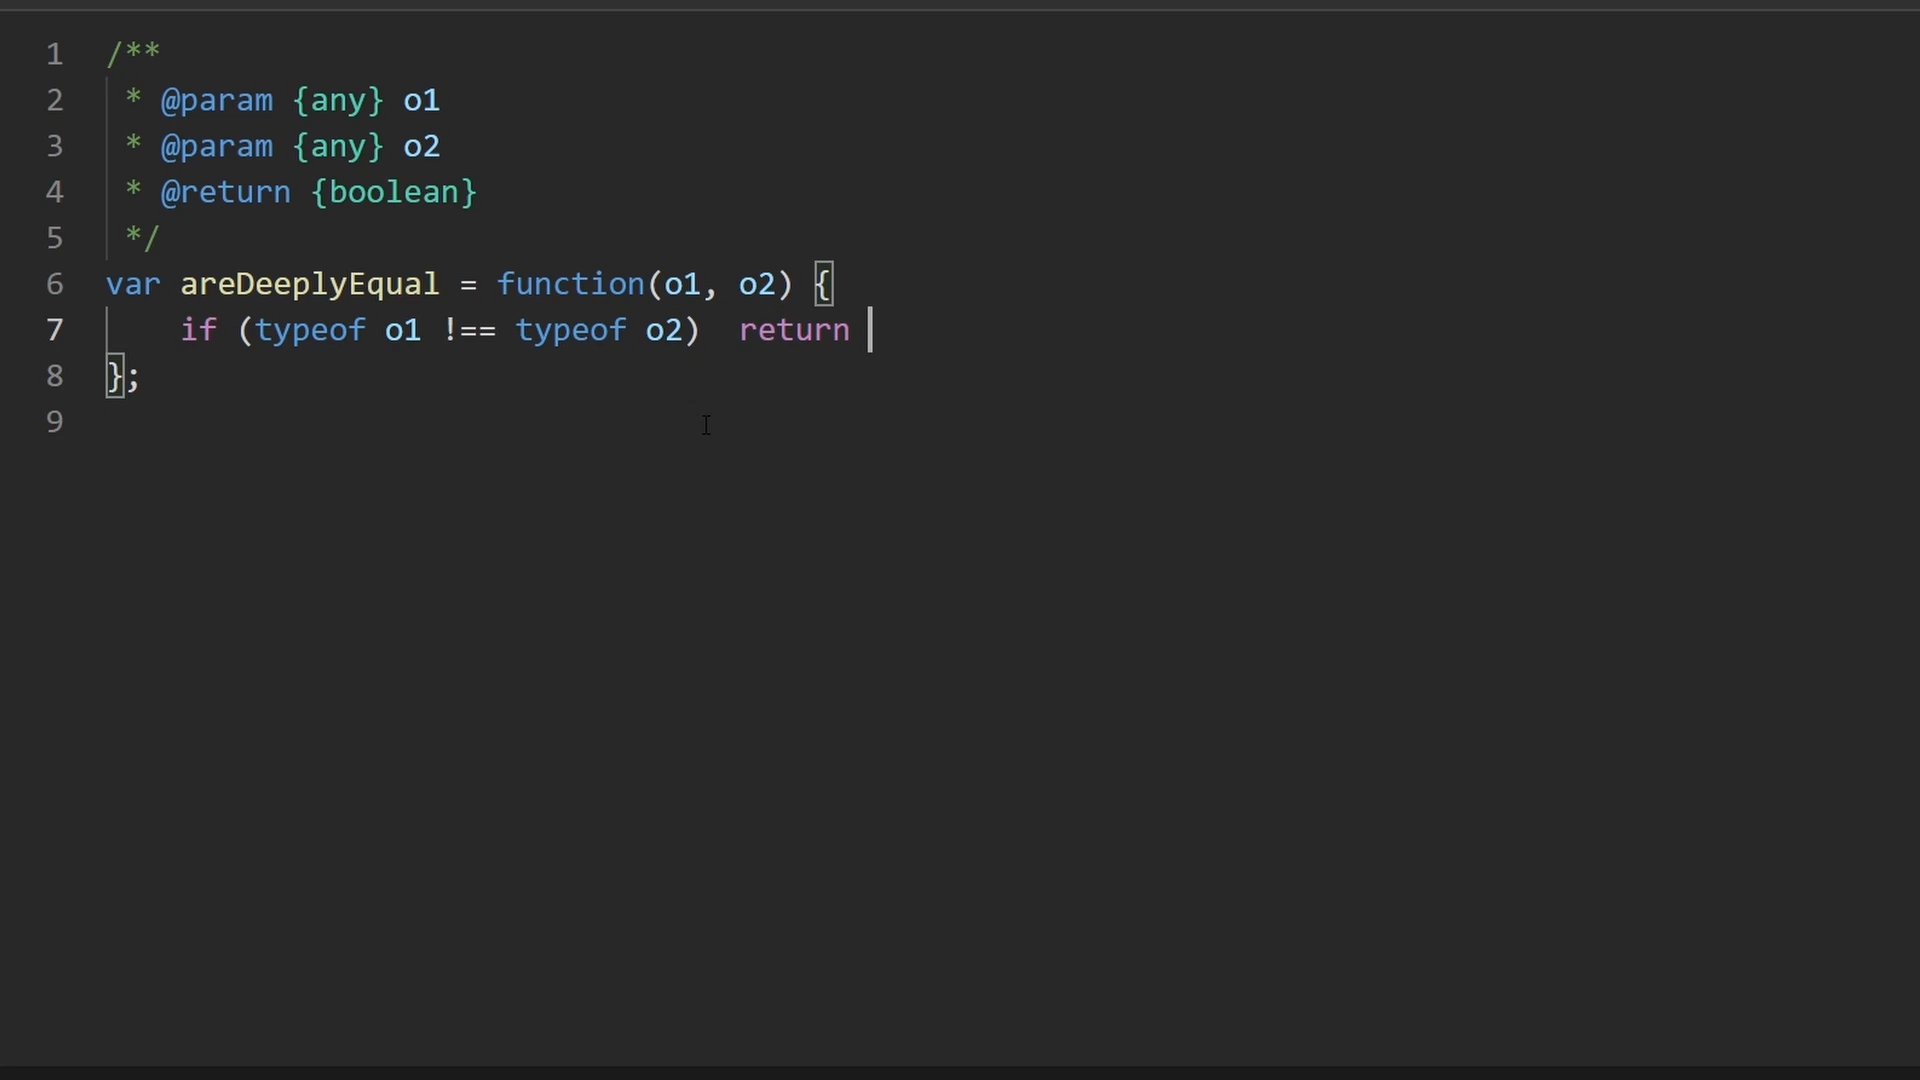 1 /**
2 * @param {any} o1
3 * @param {any} o2
4 * @return {boolean}
5 */
6 var areDeeplyEqual = function(o1, o2) {
7 if (typeof o1 !== typeof o2)  return
8 };
9